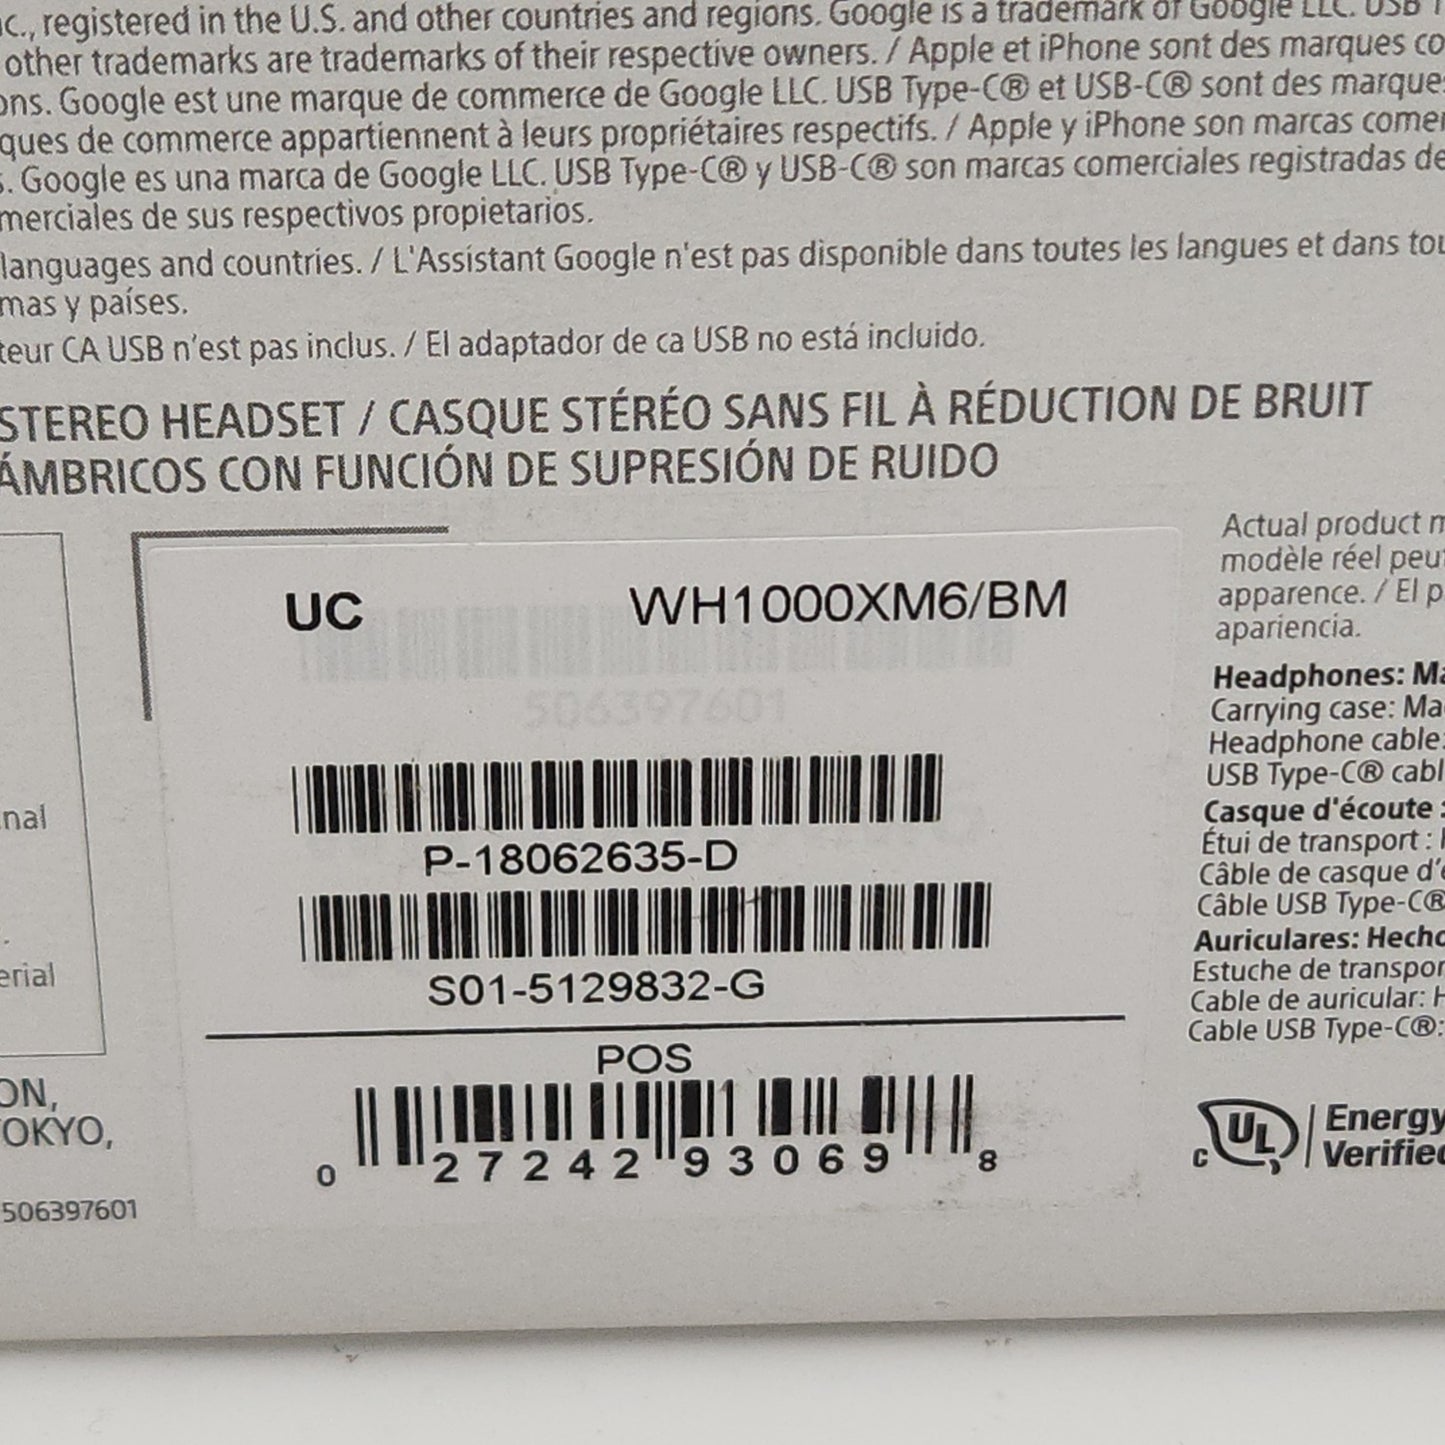 c., registered in the U.S. and other countries and regions. Google is a trademark of Google LLC. USB
other trademarks are trademarks of their respective owners. / Apple et iPhone sont des marques co
ons. Google est une marque de commerce de Google LLC. USB Type-C® et USB-C® sont des marque
ques de commerce appartiennent à leurs propriétaires respectifs. / Apple y iPhone son marcas comer
s. Google es una marca de Google LLC. USB Type-C® y USB-C® son marcas comerciales registradas de
merciales de sus respectivos propietarios.
languages and countries. / L'Assistant Google n'est pas disponible dans toutes les langues et dans tou
mas y países.
teur CA USB n'est pas inclus. / El adaptador de ca USB no está incluido.
STEREO HEADSET / CASQUE STÉRÉO SANS FIL À RÉDUCTION DE BRUIT
ÁMBRICOS CON FUNCIÓN DE SUPRESIÓN DE RUIDO
nal
erial
ON,
TOKYO,
506397601
UC WH1000XM6/BM
506397601
P-18062635-D
S01-5129832-G
POS
0 27242 93069 8
Actual product m
modèle réel peu
apparence. / El p
apariencia.
Headphones: Ma
Carrying case: Ma
Headphone cable:
USB Type-C® cabl
Casque d'écoute :
Étui de transport :
Câble de casque d'é
Câble USB Type-C®
Auriculares: Hecho
Estuche de transpor
Cable de auricular: H
Cable USB Type-C®:
c UL Energy
Verified